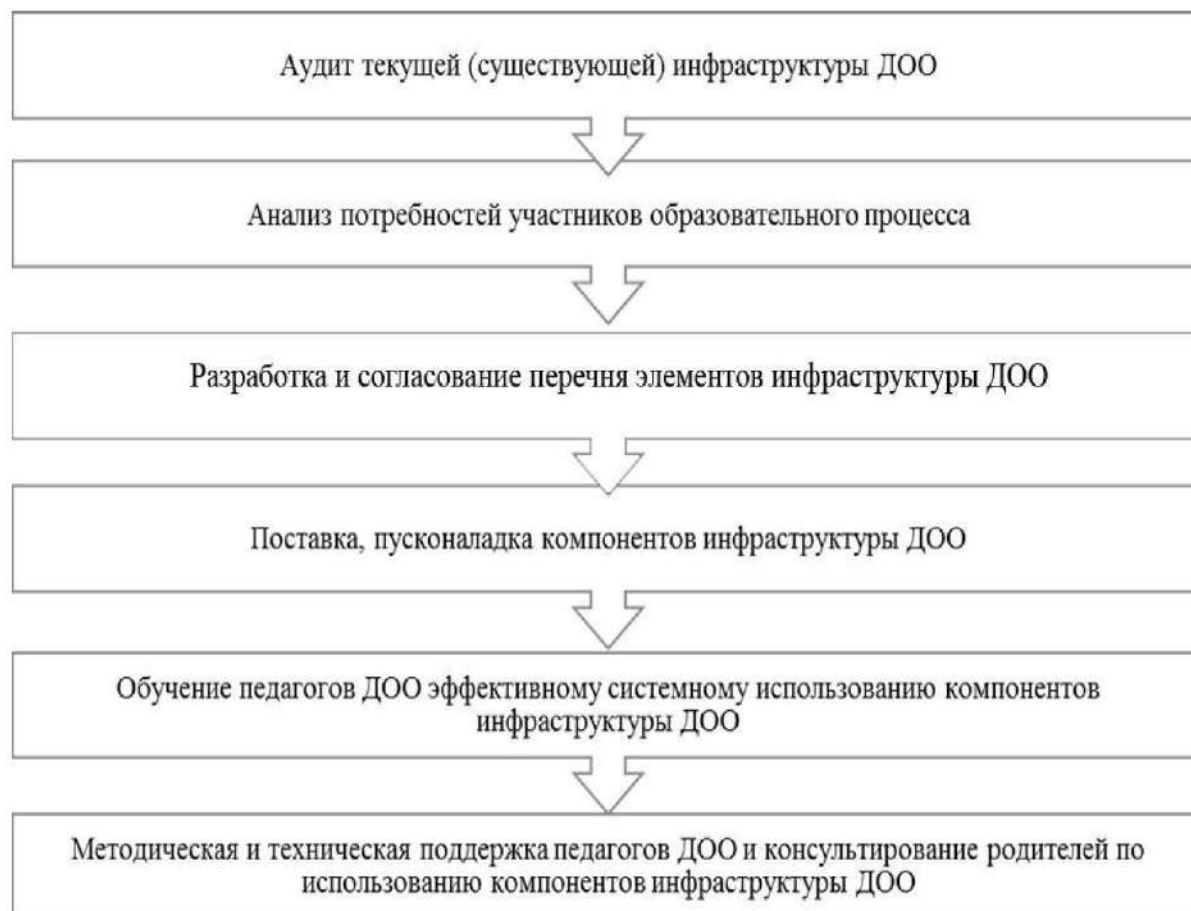 Аудит текущей (существующей) инфраструктуры ДОО
Анализ потребностей участников образовательного процесса
Разработка и согласование перечня элементов инфраструктуры ДОО
Поставка, пусконаладка компонентов инфраструктуры ДОО
Обучение педагогов ДОО эффективному системному использованию компонентов
инфраструктуры ДОО
Методическая и техническая поддержка педагогов ДОО и консультирование родителей по
использованию компонентов инфраструктуры ДОО